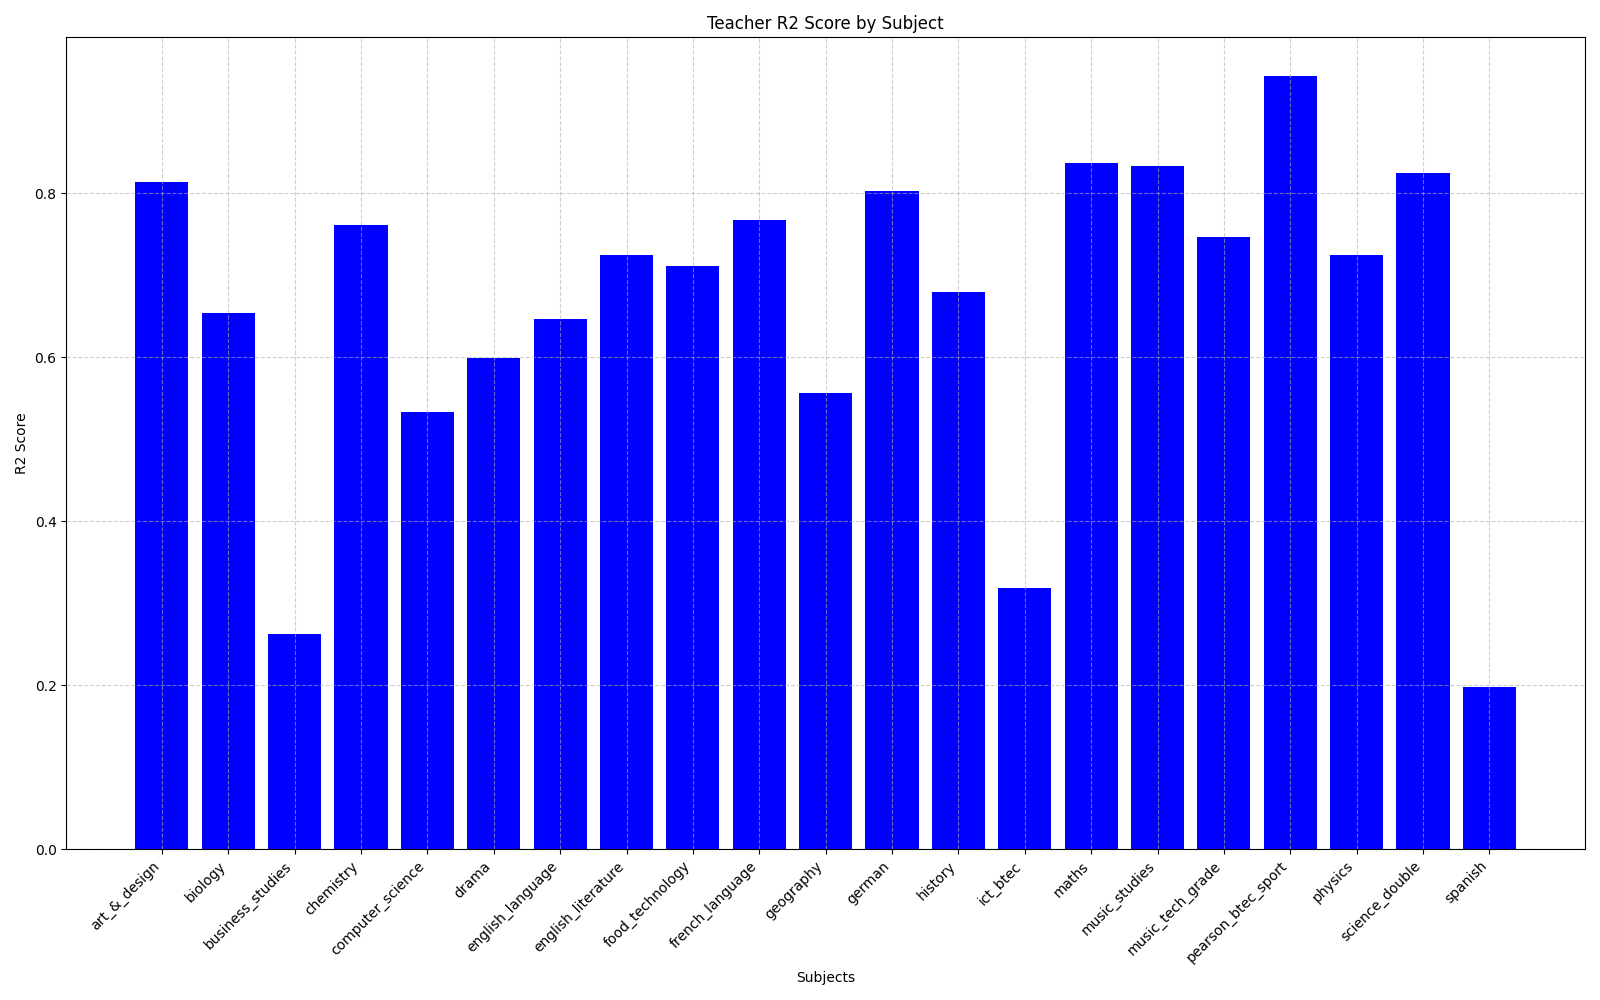 Teacher R2 Score by Subject
R2 Score
0.8
0.6
0.4
0.2
0.0
art_&_design
biology
business_studies
chemistry
computer_science
drama
english_language
english_literature
food_technology
french_language
geography
german
history
ict_btec
maths
music_studies
music_tech_grade
pearson_btec_sport
physics
science_double
spanish
Subjects